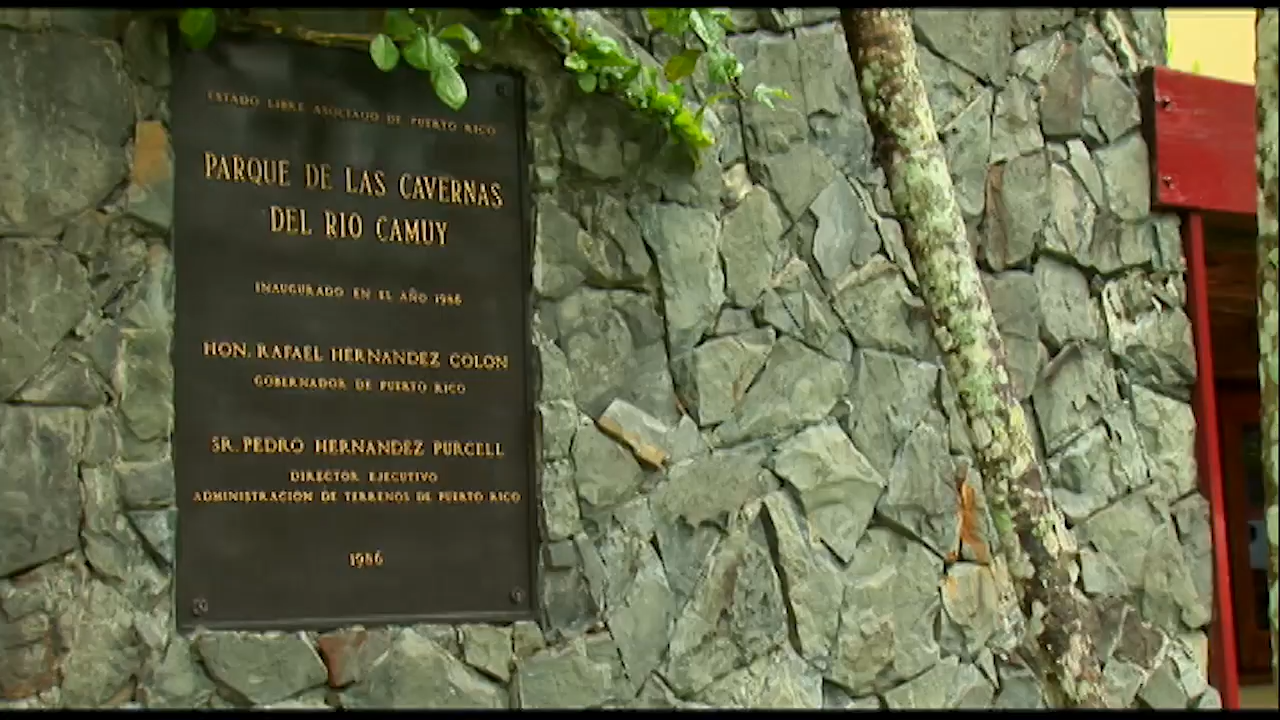 ESTADO LIBRE ASOCIADO DE PUERTO RICO
PARQUE DE LAS CAVERNAS
DEL RIO CAMUY
INAUGURADO EN EL AÑO 1986
HON. RAFAEL HERNANDEZ COLON
GOBERNADOR DE PUERTO RICO
SR. PEDRO HERNANDEZ PURCELL
DIRECTOR EJECUTIVO
ADMINISTRACIÓN DE TERRENOS DE PUERTO RICO
1986